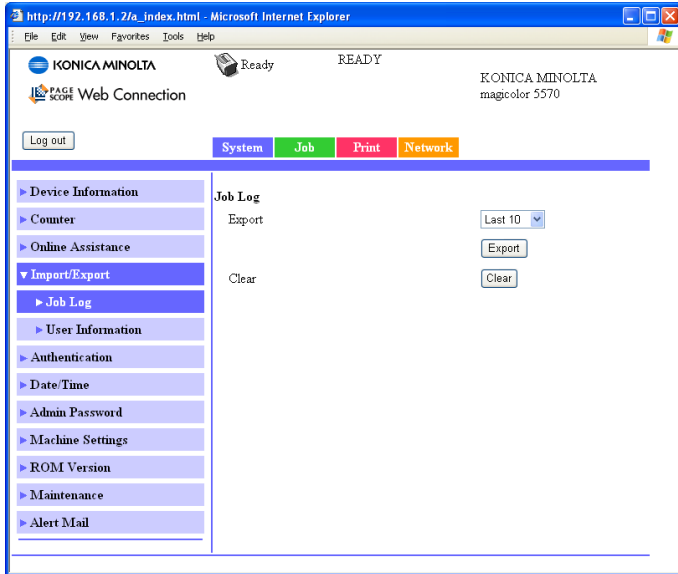 http://192.168.1.2/a_index.html - Microsoft Internet Explorer
File Edit View Favorites Tools Help
KONICA MINOLTA
PAGE SCOPE Web Connection
Ready
READY
KONICA MINOLTA
magicolor 5570
Log out
System Job Print Network
Device Information
Counter
Online Assistance
Import/Export
Job Log
User Information
Authentication
Date/Time
Admin Password
Machine Settings
ROM Version
Maintenance
Alert Mail
Job Log
Export Last 10
Export
Clear Clear